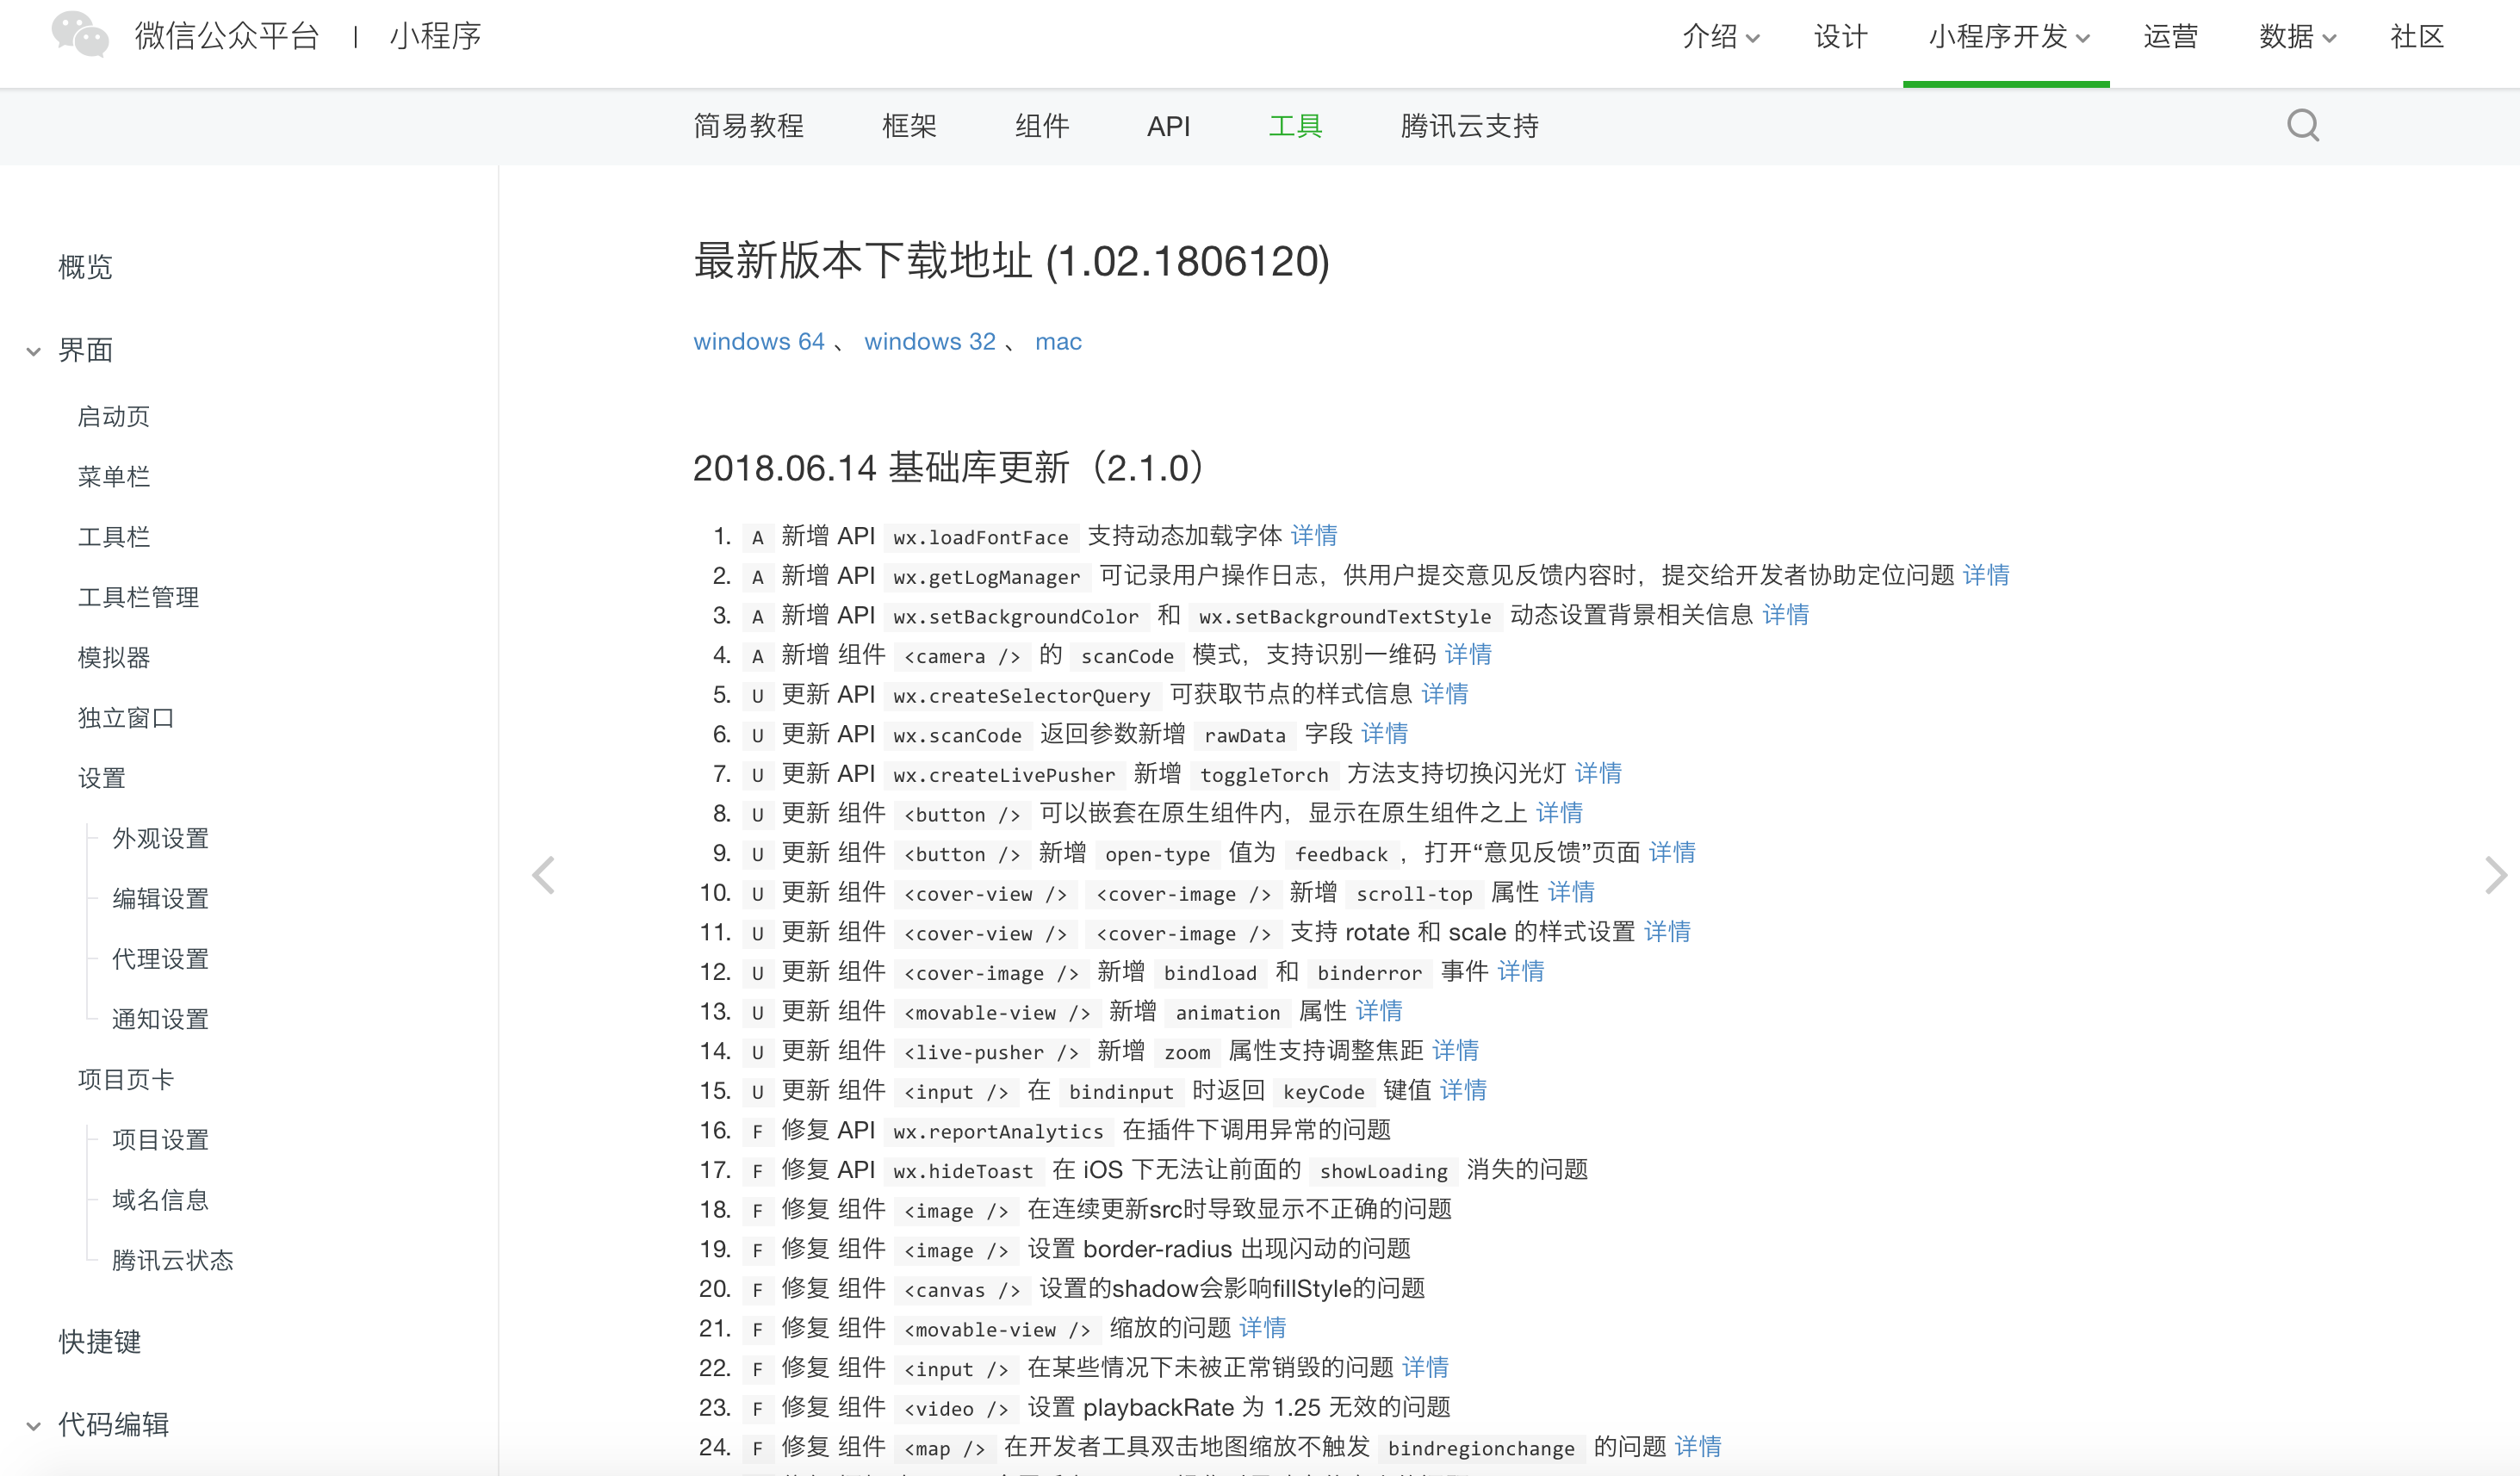 微信公众平台 | 小程序
介绍 设计 小程序开发 运营 数据 社区
简易教程 框架 组件 API 工具 腾讯云支持
概览
界面
启动页
菜单栏
工具栏
工具栏管理
模拟器
独立窗口
设置
外观设置
编辑设置
代理设置
通知设置
项目页卡
项目设置
域名信息
腾讯云状态
快捷键
代码编辑
最新版本下载地址 (1.02.1806120)
windows 64 、 windows 32 、 mac
2018.06.14 基础库更新（2.1.0）
1. A 新增 API wx.loadFontFace 支持动态加载字体 详情
2. A 新增 API wx.getLogManager 可记录用户操作日志，供用户提交意见反馈内容时，提交给开发者协助定位问题 详情
3. A 新增 API wx.setBackgroundColor 和 wx.setBackgroundTextStyle 动态设置背景相关信息 详情
4. A 新增 组件 <camera /> 的 scanCode 模式，支持识别一维码 详情
5. U 更新 API wx.createSelectorQuery 可获取节点的样式信息 详情
6. U 更新 API wx.scanCode 返回参数新增 rawData 字段 详情
7. U 更新 API wx.createLivePusher 新增 toggleTorch 方法支持切换闪光灯 详情
8. U 更新 组件 <button /> 可以嵌套在原生组件内，显示在原生组件之上 详情
9. U 更新 组件 <button /> 新增 open-type 值为 feedback ，打开“意见反馈”页面 详情
10. U 更新 组件 <cover-view /> <cover-image /> 新增 scroll-top 属性 详情
11. U 更新 组件 <cover-view /> <cover-image /> 支持 rotate 和 scale 的样式设置 详情
12. U 更新 组件 <cover-image /> 新增 bindload 和 binderror 事件 详情
13. U 更新 组件 <movable-view /> 新增 animation 属性 详情
14. U 更新 组件 <live-pusher /> 新增 zoom 属性支持调整焦距 详情
15. U 更新 组件 <input /> 在 bindinput 时返回 keyCode 键值 详情
16. F 修复 API wx.reportAnalytics 在插件下调用异常的问题
17. F 修复 API wx.hideToast 在 iOS 下无法让前面的 showLoading 消失的问题
18. F 修复 组件 <image /> 在连续更新src时导致显示不正确的问题
19. F 修复 组件 <image /> 设置 border-radius 出现闪动的问题
20. F 修复 组件 <canvas /> 设置的shadow会影响fillStyle的问题
21. F 修复 组件 <movable-view /> 缩放的问题 详情
22. F 修复 组件 <input /> 在某些情况下未被正常销毁的问题 详情
23. F 修复 组件 <video /> 设置 playbackRate 为 1.25 无效的问题
24. F 修复 组件 <map /> 在开发者工具双击地图缩放不触发 bindregionchange 的问题 详情